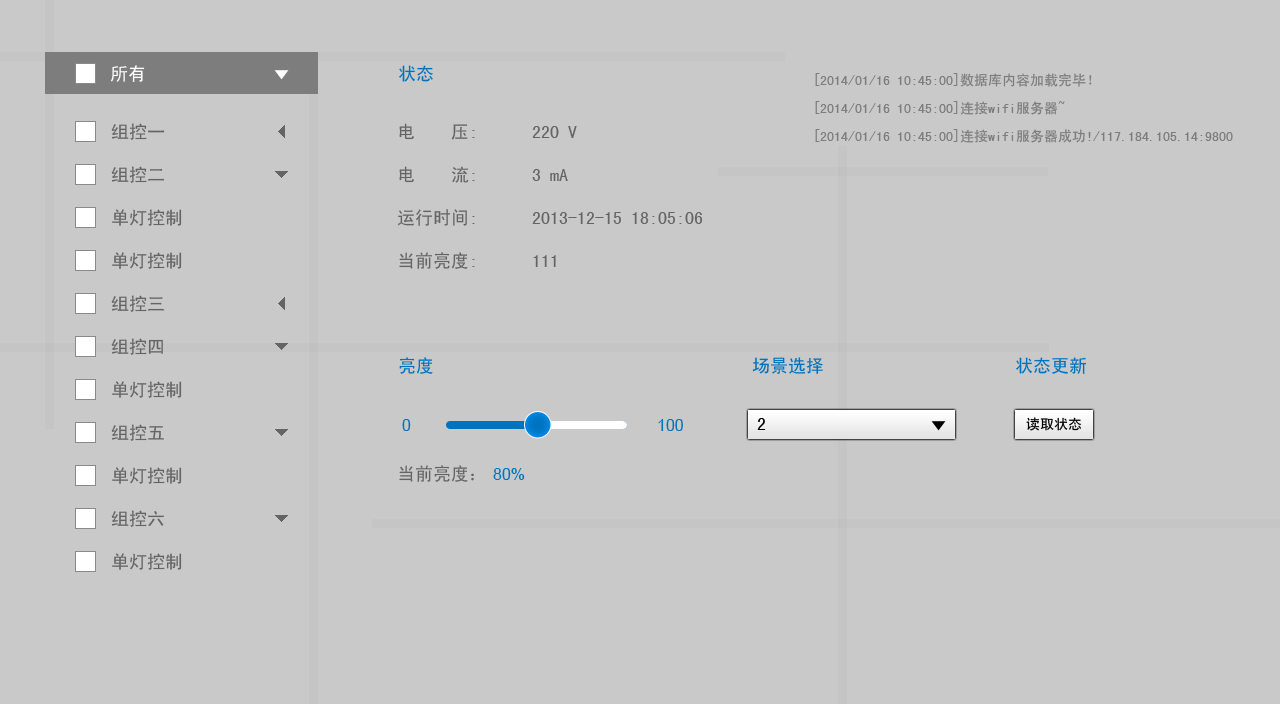 所有
组控一
组控二
单灯控制
单灯控制
组控三
组控四
单灯控制
组控五
单灯控制
组控六
单灯控制
状态
电 压: 220 V
电 流: 3 mA
运行时间: 2013-12-15 18:05:06
当前亮度: 111
[2014/01/16 10:45:00]数据库内容加载完毕!
[2014/01/16 10:45:00]连接wifi服务器~
[2014/01/16 10:45:00]连接wifi服务器成功!/117.184.105.14:9800
亮度
0 100
当前亮度: 80%
场景选择
2
状态更新
读取状态